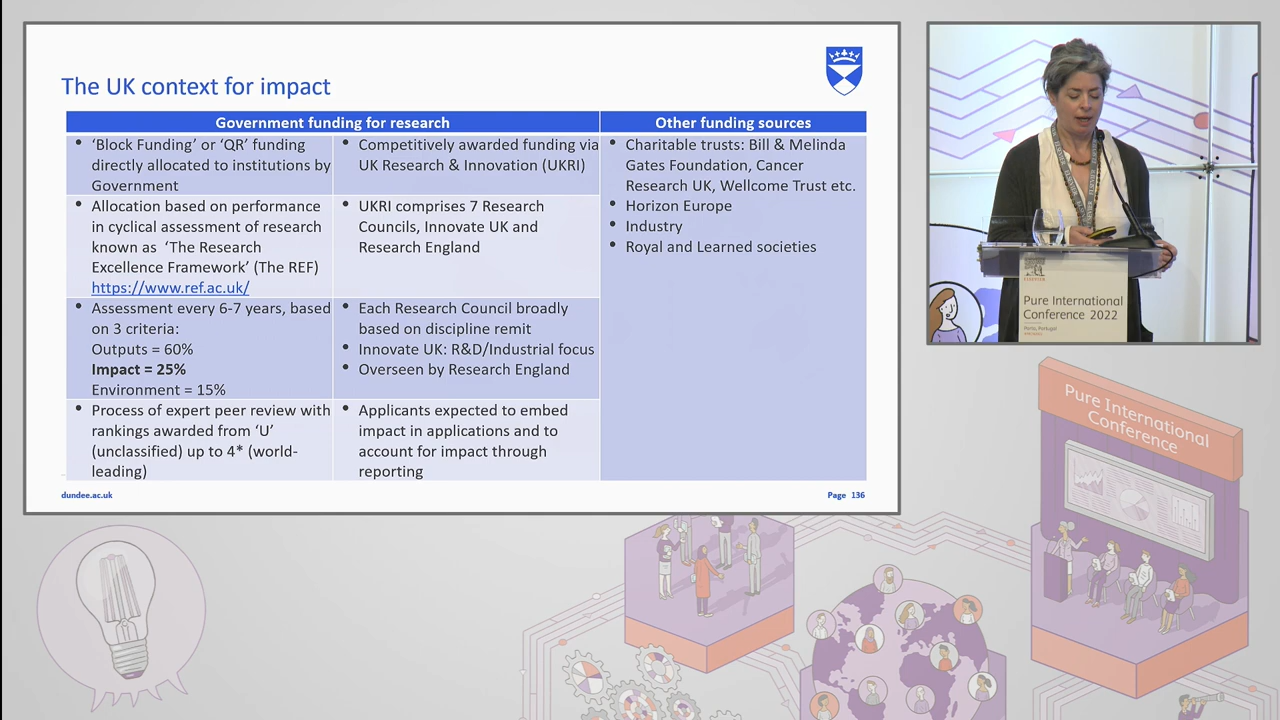 The UK context for impact
Government funding for research
Other funding sources
• ‘Block Funding’ or ‘QR’ funding
directly allocated to institutions by
Government
• Competitively awarded funding via
UK Research & Innovation (UKRI)
• Charitable trusts: Bill & Melinda
Gates Foundation, Cancer
Research UK, Wellcome Trust etc.
• Horizon Europe
• Industry
• Royal and Learned societies
• Allocation based on performance
in cyclical assessment of research
known as ‘The Research
Excellence Framework’ (The REF)
https://www.ref.ac.uk/
• UKRI comprises 7 Research
Councils, Innovate UK and
Research England
• Assessment every 6-7 years, based
on 3 criteria:
Outputs = 60%
Impact = 25%
Environment = 15%
• Each Research Council broadly
based on discipline remit
• Innovate UK: R&D/Industrial focus
• Overseen by Research England
• Process of expert peer review with
rankings awarded from ‘U’
(unclassified) up to 4* (world-
leading)
• Applicants expected to embed
impact in applications and to
account for impact through
reporting
dundee.ac.uk
Page 136
ELSEVIER
Pure International
Conference 2022
Porto, Portugal
Pure International
Conference